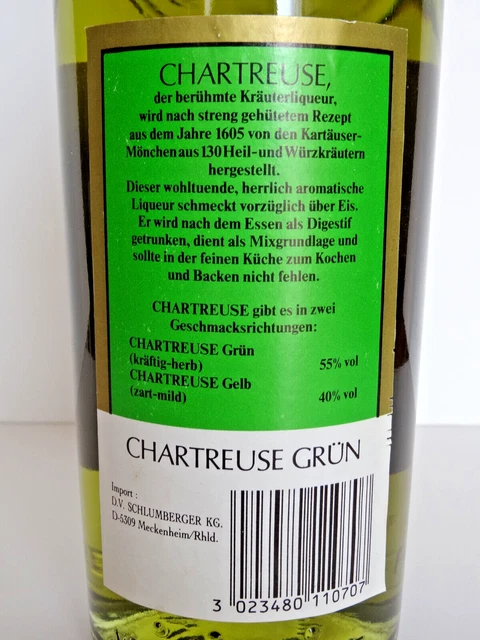 CHARTREUSE,
der berühmte Kräuterliqueur,
wird nach streng gehütetem Rezept
aus dem Jahre 1605 von den Kartäuser-
Mönchen aus 130 Heil- und Würzkräutern
hergestellt.
Dieser wohltuende, herrlich aromatische
Liqueur schmeckt vorzüglich über Eis.
Er wird nach dem Essen als Digestif
getrunken, dient als Mixgrundlage und
sollte in der feinen Küche zum Kochen
und Backen nicht fehlen.
CHARTREUSE gibt es in zwei
Geschmacksrichtungen:
CHARTREUSE Grün
(kräftig-herb) 55% vol
CHARTREUSE Gelb
(zart-mild) 40% vol
CHARTREUSE GRÜN
Import :
D.V. SCHLUMBERGER KG.
D-5309 Meckenheim/Rhld.
3 023480 110707